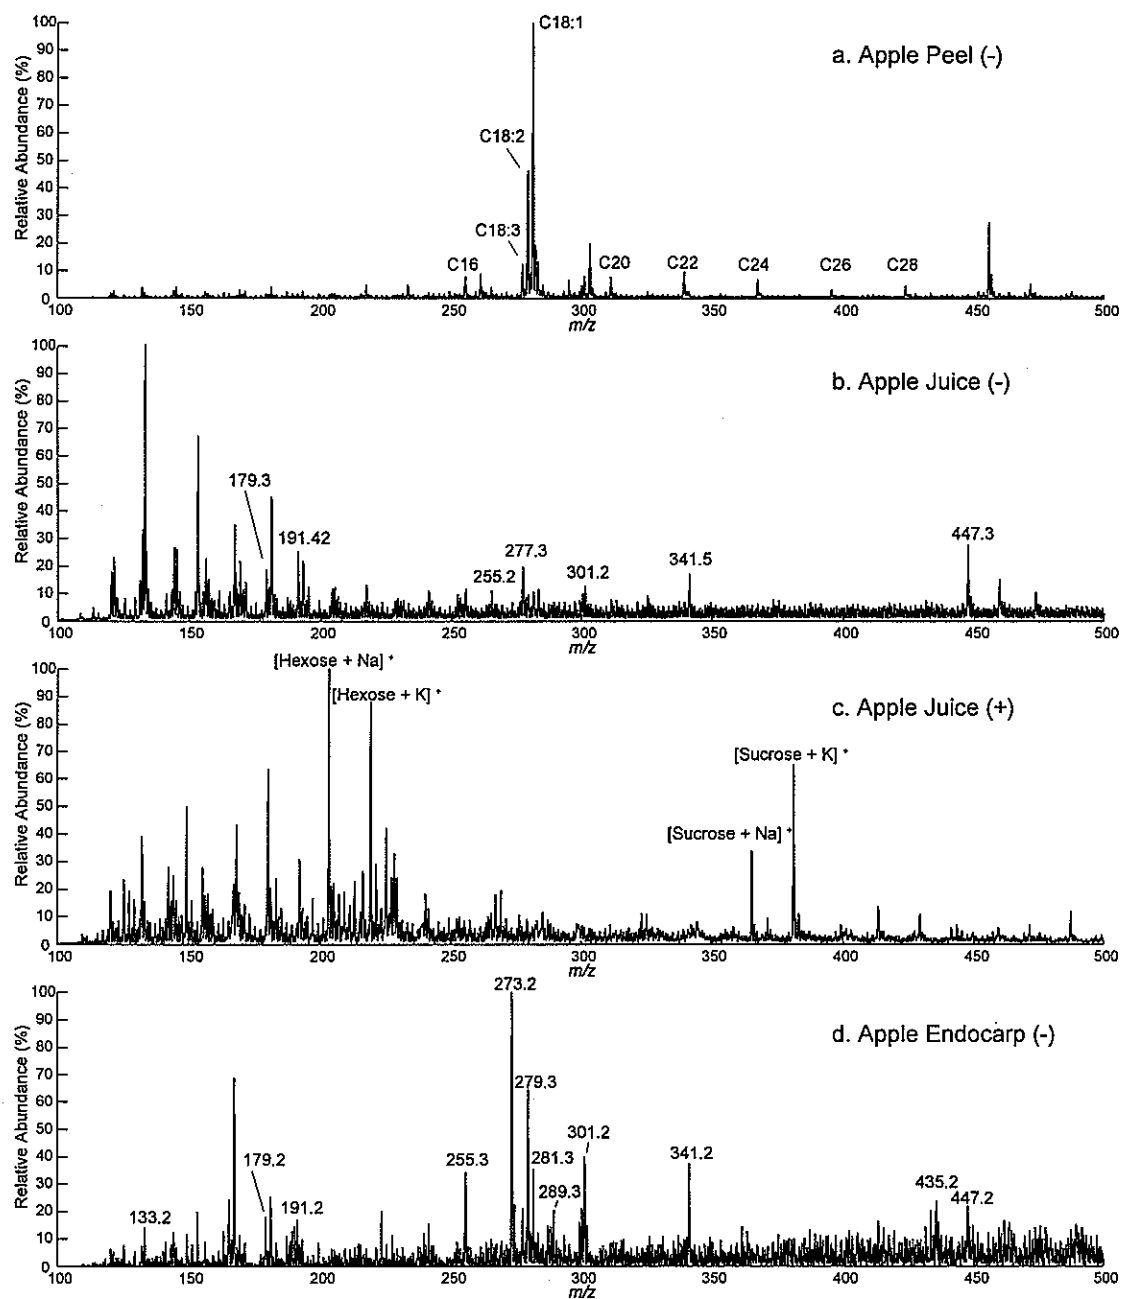 a. Apple Peel (-)
Relative Abundance (%)
100
90
80
70
60
50
40
30
20
10
0
C18:1
C18:2
C18:3
C16
C20
C22
C24
C26
C28
100 150 200 250 300 350 400 450 500
m/z
b. Apple Juice (-)
Relative Abundance (%)
100
90
80
70
60
50
40
30
20
10
0
179.3
191.42
255.2
277.3
301.2
341.5
447.3
100 150 200 250 300 350 400 450 500
m/z
c. Apple Juice (+)
Relative Abundance (%)
100
90
80
70
60
50
40
30
20
10
0
[Hexose + Na] +
[Hexose + K] +
[Sucrose + K] +
[Sucrose + Na] +
100 150 200 250 300 350 400 450 500
m/z
d. Apple Endocarp (-)
Relative Abundance (%)
100
90
80
70
60
50
40
30
20
10
0
133.2
179.2
191.2
255.3
273.2
279.3
281.3
289.3
301.2
341.2
435.2
447.2
100 150 200 250 300 350 400 450 500
m/z